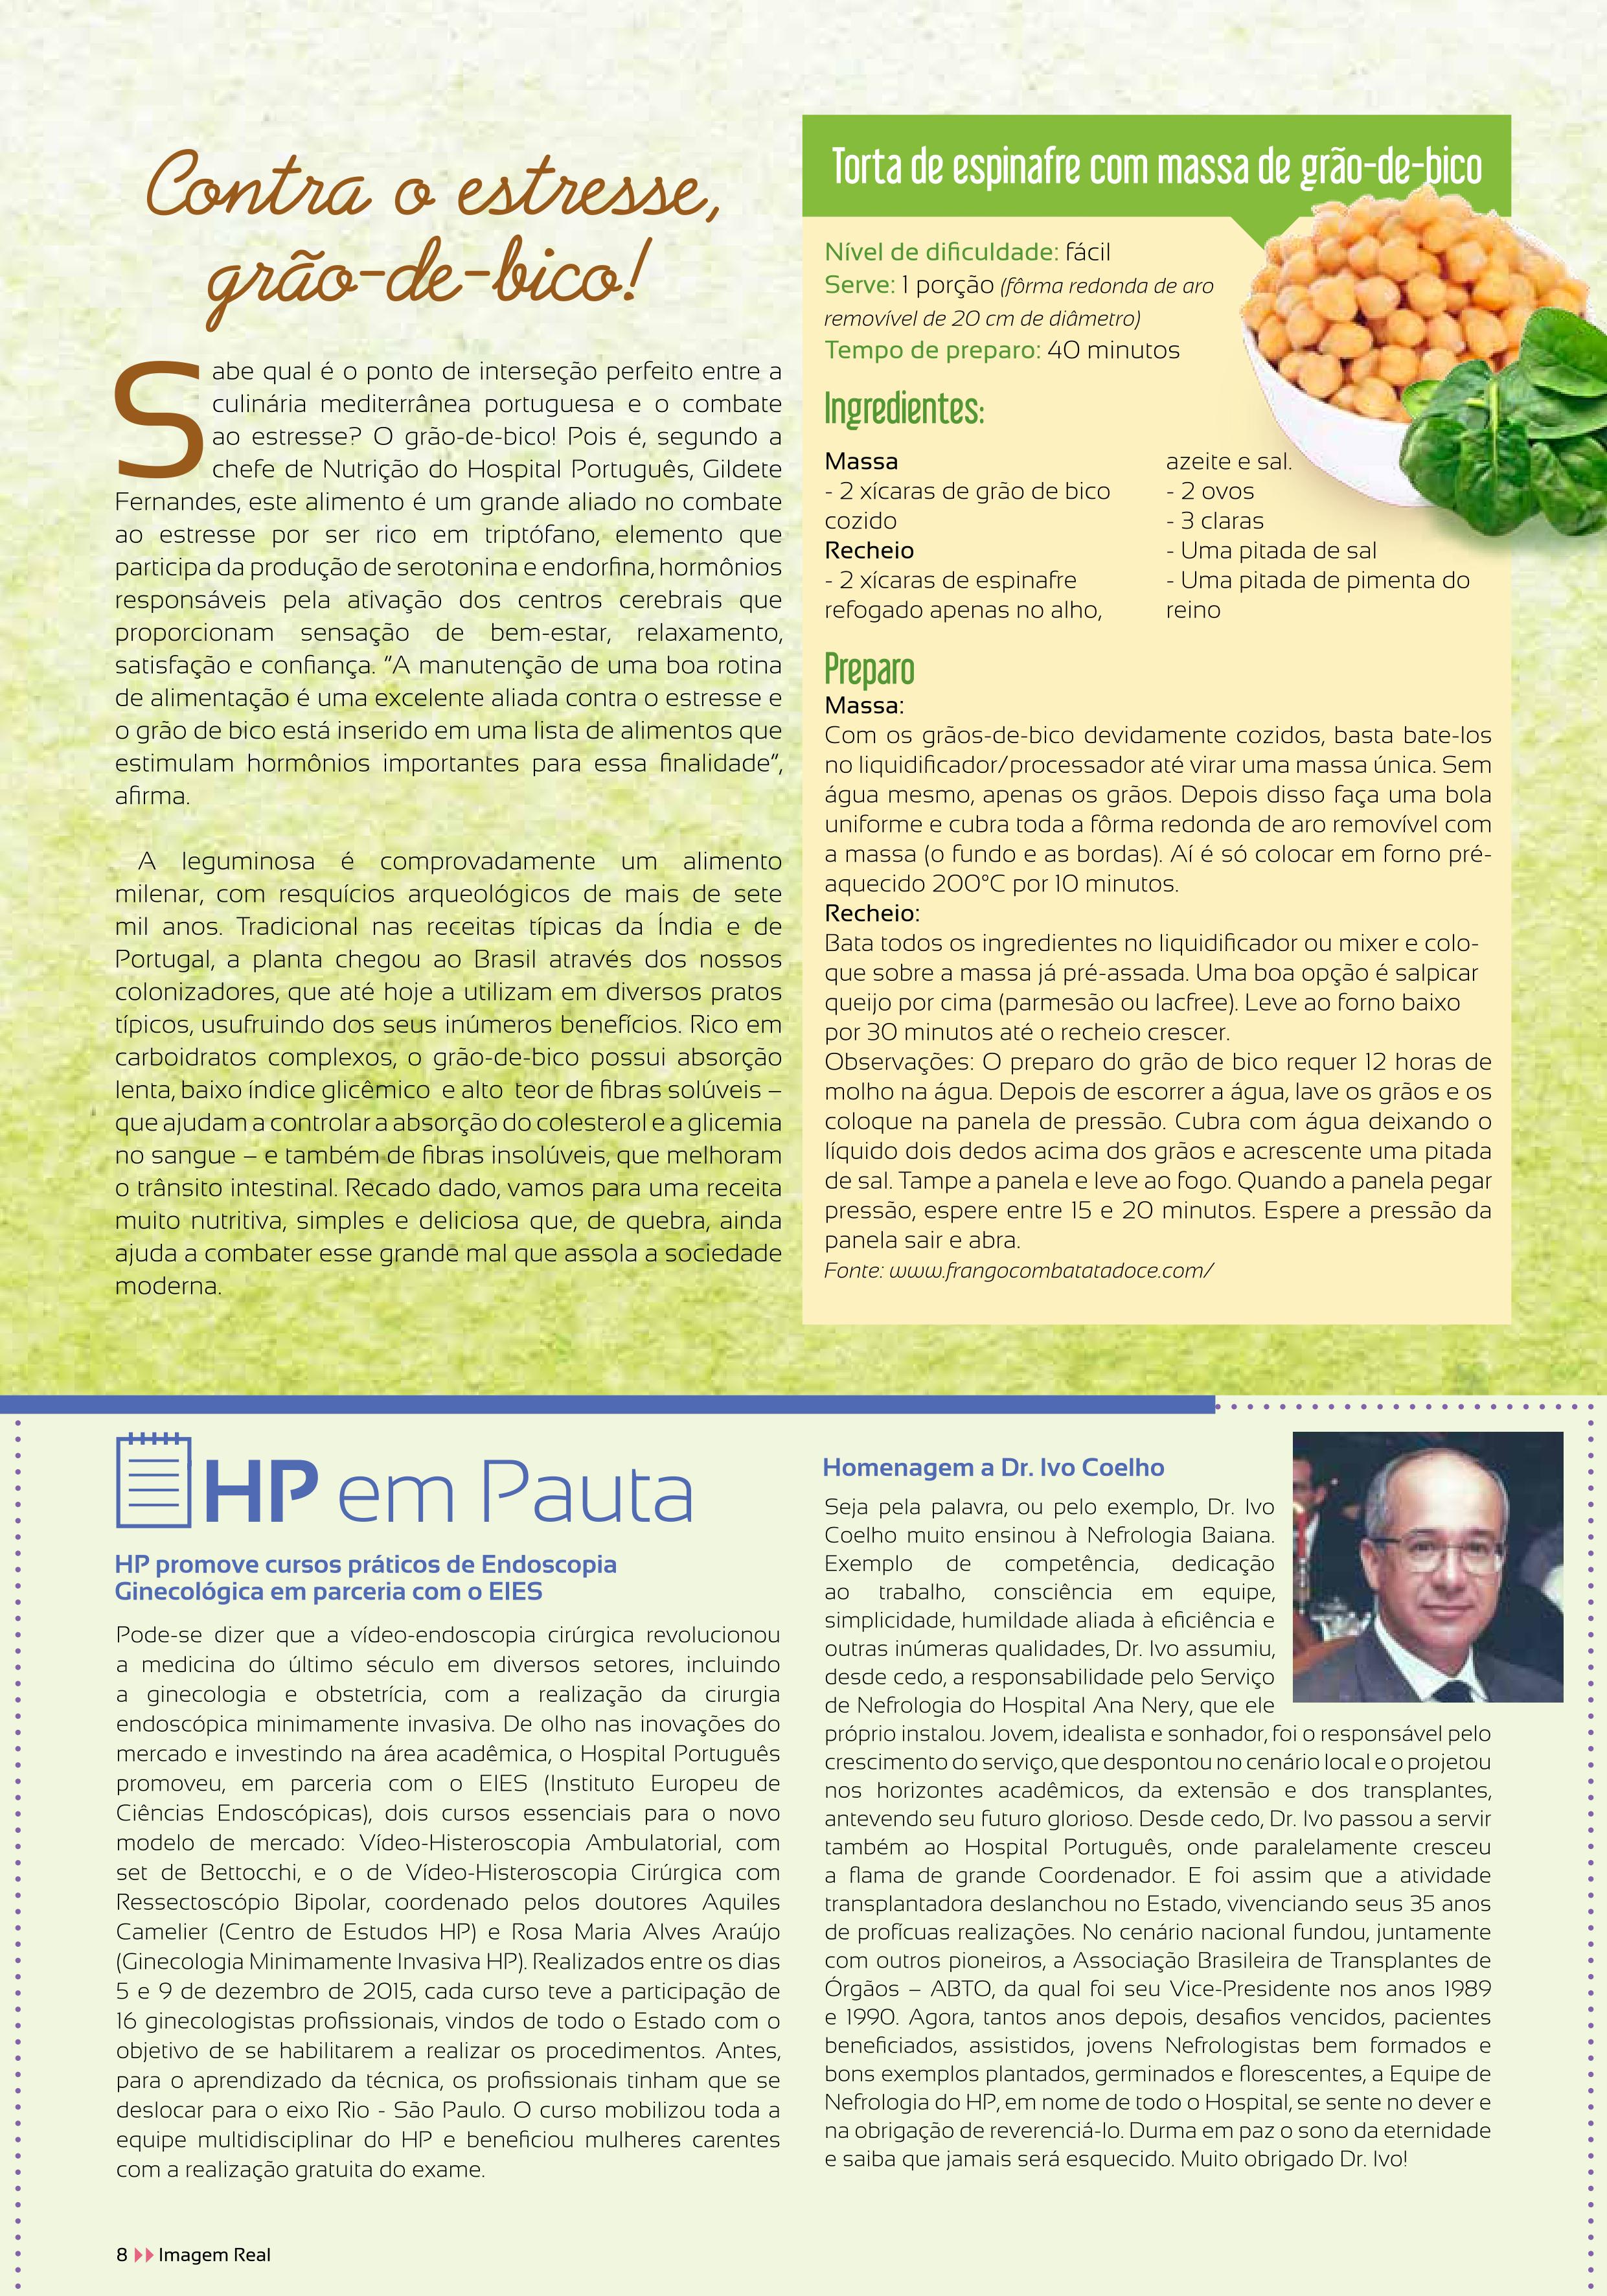 Contra o estresse,
grão-de-bico!
Sabe qual é o ponto de interseção perfeito entre a
culinária mediterrânea portuguesa e o combate
ao estresse? O grão-de-bico! Pois é, segundo a
chefe de Nutrição do Hospital Português, Gildete
Fernandes, este alimento é um grande aliado no combate
ao estresse por ser rico em triptófano, elemento que
participa da produção de serotonina e endorfina, hormônios
responsáveis pela ativação dos centros cerebrais que
proporcionam sensação de bem-estar, relaxamento,
satisfação e confiança. “A manutenção de uma boa rotina
de alimentação é uma excelente aliada contra o estresse e
o grão de bico está inserido em uma lista de alimentos que
estimulam hormônios importantes para essa finalidade”,
afirma.
A leguminosa é comprovadamente um alimento
milenar, com resquícios arqueológicos de mais de sete
mil anos. Tradicional nas receitas típicas da Índia e de
Portugal, a planta chegou ao Brasil através dos nossos
colonizadores, que até hoje a utilizam em diversos pratos
típicos, usufruindo dos seus inúmeros benefícios. Rico em
carboidratos complexos, o grão-de-bico possui absorção
lenta, baixo índice glicêmico e alto teor de fibras solúveis –
que ajudam a controlar a absorção do colesterol e a glicemia
no sangue – e também de fibras insolúveis, que melhoram
o trânsito intestinal. Recado dado, vamos para uma receita
muito nutritiva, simples e deliciosa que, de quebra, ainda
ajuda a combater esse grande mal que assola a sociedade
moderna.
Torta de espinafre com massa de grão-de-bico
Nível de dificuldade: fácil
Serve: 1 porção (fôrma redonda de aro
removível de 20 cm de diâmetro)
Tempo de preparo: 40 minutos
Ingredientes:
Massa
- 2 xícaras de grão de bico
cozido
Recheio
- 2 xícaras de espinafre
refogado apenas no alho,
azeite e sal.
- 2 ovos
- 3 claras
- Uma pitada de sal
- Uma pitada de pimenta do
reino
Preparo
Massa:
Com os grãos-de-bico devidamente cozidos, basta bate-los
no liquidificador/processador até virar uma massa única. Sem
água mesmo, apenas os grãos. Depois disso faça uma bola
uniforme e cubra toda a fôrma redonda de aro removível com
a massa (o fundo e as bordas). Aí é só colocar em forno pré-
aquecido 200°C por 10 minutos.
Recheio:
Bata todos os ingredientes no liquidificador ou mixer e colo-
que sobre a massa já pré-assada. Uma boa opção é salpicar
queijo por cima (parmesão ou lacfree). Leve ao forno baixo
por 30 minutos até o recheio crescer.
Observações: O preparo do grão de bico requer 12 horas de
molho na água. Depois de escorrer a água, lave os grãos e os
coloque na panela de pressão. Cubra com água deixando o
líquido dois dedos acima dos grãos e acrescente uma pitada
de sal. Tampe a panela e leve ao fogo. Quando a panela pegar
pressão, espere entre 15 e 20 minutos. Espere a pressão da
panela sair e abra.
Fonte: www.frangocombatatadoce.com/
HP em Pauta
HP promove cursos práticos de Endoscopia
Ginecológica em parceria com o EIES
Pode-se dizer que a vídeo-endoscopia cirúrgica revolucionou
a medicina do último século em diversos setores, incluindo
a ginecologia e obstetrícia, com a realização da cirurgia
endoscópica minimamente invasiva. De olho nas inovações do
mercado e investindo na área acadêmica, o Hospital Português
promoveu, em parceria com o EIES (Instituto Europeu de
Ciências Endoscópicas), dois cursos essenciais para o novo
modelo de mercado: Vídeo-Histeroscopia Ambulatorial, com
set de Bettocchi, e o de Vídeo-Histeroscopia Cirúrgica com
Ressectoscópio Bipolar, coordenado pelos doutores Aquiles
Camelier (Centro de Estudos HP) e Rosa Maria Alves Araújo
(Ginecologia Minimamente Invasiva HP). Realizados entre os dias
5 e 9 de dezembro de 2015, cada curso teve a participação de
16 ginecologistas profissionais, vindos de todo o Estado com o
objetivo de se habilitarem a realizar os procedimentos. Antes,
para o aprendizado da técnica, os profissionais tinham que se
deslocar para o eixo Rio - São Paulo. O curso mobilizou toda a
equipe multidisciplinar do HP e beneficiou mulheres carentes
com a realização gratuita do exame.
Homenagem a Dr. Ivo Coelho
Seja pela palavra, ou pelo exemplo, Dr. Ivo
Coelho muito ensinou à Nefrologia Baiana.
Exemplo de competência, dedicação
ao trabalho, consciência em equipe,
simplicidade, humildade aliada à eficiência e
outras inúmeras qualidades, Dr. Ivo assumiu,
desde cedo, a responsabilidade pelo Serviço
de Nefrologia do Hospital Ana Nery, que ele
próprio instalou. Jovem, idealista e sonhador, foi o responsável pelo
crescimento do serviço, que despontou no cenário local e o projetou
nos horizontes acadêmicos, da extensão e dos transplantes,
antevendo seu futuro glorioso. Desde cedo, Dr. Ivo passou a servir
também ao Hospital Português, onde paralelamente cresceu
a flama de grande Coordenador. E foi assim que a atividade
transplantadora deslanchou no Estado, vivenciando seus 35 anos
de profícuas realizações. No cenário nacional fundou, juntamente
com outros pioneiros, a Associação Brasileira de Transplantes de
Órgãos – ABTO, da qual foi seu Vice-Presidente nos anos 1989
e 1990. Agora, tantos anos depois, desafios vencidos, pacientes
beneficiados, assistidos, jovens Nefrologistas bem formados e
bons exemplos plantados, germinados e florescentes, a Equipe de
Nefrologia do HP, em nome de todo o Hospital, se sente no dever e
na obrigação de reverenciá-lo. Durma em paz o sono da eternidade
e saiba que jamais será esquecido. Muito obrigado Dr. Ivo!
8 Imagem Real